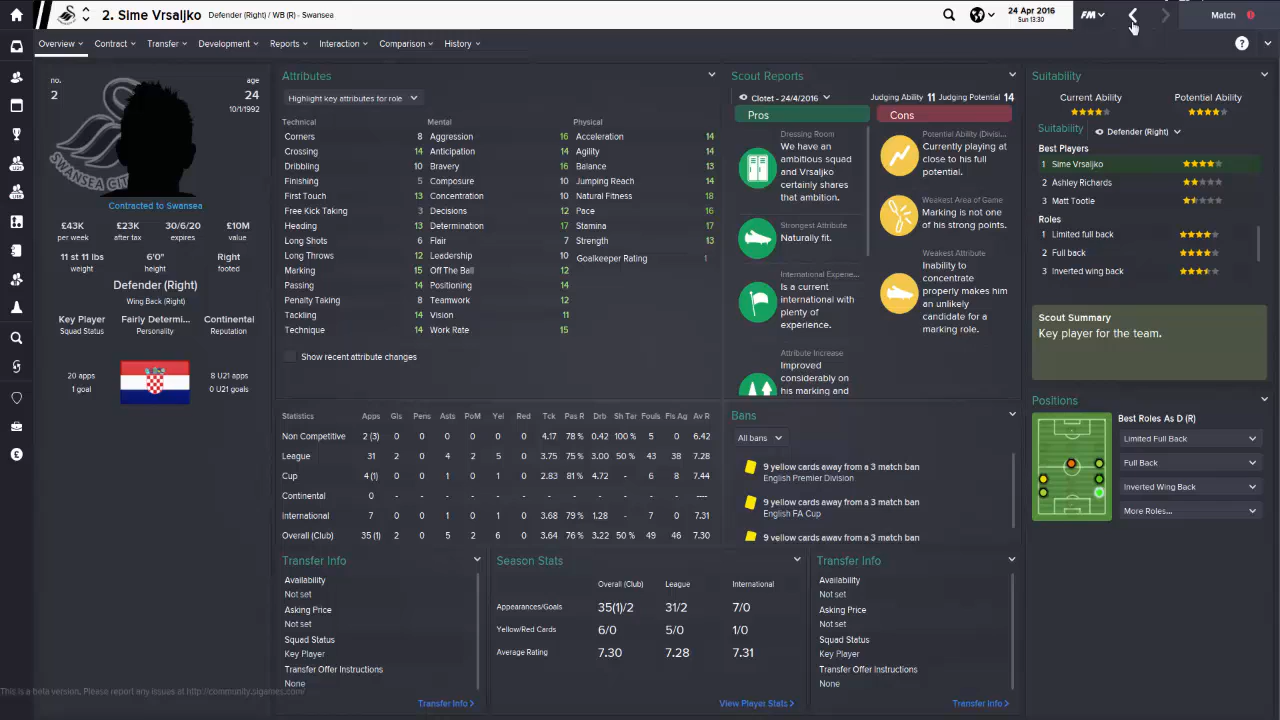 2. Sime Vrsaljko Defender (Right) / WB (R) - Swansea
24 Apr 2016
Sun 13:30
FM
Match
Overview
Contract
Transfer
Development
Reports
Interaction
Comparison
History
?
no.
2
age
24
10/1/1992
SWANSEA CITY
Contracted to Swansea
£43K £23K 30/6/20 £10M
per week after tax expires value
11 st 11 lbs 6'0" Right
weight height footed
Defender (Right)
Wing Back (Right)
Key Player Fairly Determi... Continental
Squad Status Personality Reputation
20 apps 8 U21 apps
1 goal 0 U21 goals
Attributes
Highlight key attributes for role
Technical Mental Physical
Corners 8 Aggression 16 Acceleration 14
Crossing 14 Anticipation 14 Agility 14
Dribbling 10 Bravery 16 Balance 13
Finishing 5 Composure 10 Jumping Reach 14
First Touch 13 Concentration 10 Natural Fitness 18
Free Kick Taking 3 Decisions 12 Pace 16
Heading 13 Determination 17 Stamina 17
Long Shots 6 Flair 7 Strength 13
Long Throws 12 Leadership 10 Goalkeeper Rating 1
Marking 15 Off The Ball 12
Passing 14 Positioning 14
Penalty Taking 8 Teamwork 12
Tackling 14 Vision 11
Technique 14 Work Rate 15
Show recent attribute changes
Statistics Apps Gls Pens Asts PoM Yel Red Tck Pas R Drb Sh Tar Fouls Fls Ag Av R
Non Competitive 2 (3) 0 0 0 0 0 0 4.17 78 % 0.42 100 % 5 0 6.42
League 31 2 0 4 2 5 0 3.75 75 % 3.00 50 % 43 38 7.28
Cup 4 (1) 0 0 1 0 1 0 2.83 81 % 4.72 - 6 8 7.44
Continental 0 - - - - - - - - - - - - ----
International 7 0 0 1 0 1 0 3.68 79 % 1.28 - 7 0 7.31
Overall (Club) 35 (1) 2 0 5 2 6 0 3.64 76 % 3.22 50 % 49 46 7.30
Scout Reports
Clotet - 24/4/2016 Judging Ability 11 Judging Potential 14
Pros
Dressing Room
We have an
ambitious squad
and Vrsaljko
certainly shares
that ambition.
Strongest Attribute
Naturally fit.
International Experie...
Is a current
international with
plenty of
experience.
Attribute Increase
Improved
considerably on
his marking and
Cons
Potential Ability (Divisi...
Currently playing at
close to his full
potential.
Weakest Area of Game
Marking is not one
of his strong points.
Weakest Attribute
Inability to
concentrate
properly makes him
an unlikely
candidate for a
marking role.
Bans
All bans
9 yellow cards away from a 3 match ban
English Premier Division
9 yellow cards away from a 3 match ban
English FA Cup
9 yellow cards away from a 3 match ban
Suitability
Current Ability Potential Ability
Suitability Defender (Right)
Best Players
1 Sime Vrsaljko
2 Ashley Richards
3 Matt Tootle
Roles
1 Limited full back
2 Full back
3 Inverted wing back
Scout Summary
Key player for the team.
Positions
Best Roles As D (R)
Limited Full Back
Full Back
Inverted Wing Back
More Roles...
Transfer Info
Availability
Not set
Asking Price
Not set
Squad Status
Key Player
Transfer Offer Instructions
None
Transfer Info
Season Stats
Overall (Club) League International
Appearances/Goals 35(1)/2 31/2 7/0
Yellow/Red Cards 6/0 5/0 1/0
Average Rating 7.30 7.28 7.31
View Player Stats
Transfer Info
Availability
Not set
Asking Price
Not set
Squad Status
Key Player
Transfer Offer Instructions
None
Transfer Info
This is a beta version. Please report any issues at http://community.sigames.com/